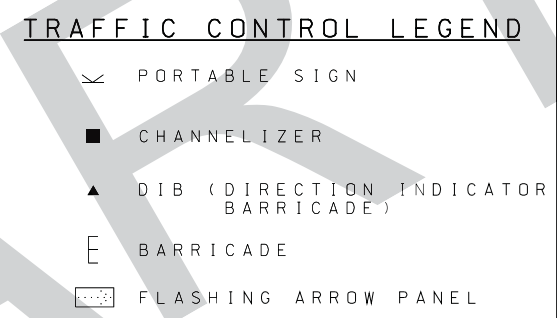 TRAFFIC CONTROL LEGEND
PORTABLE SIGN
CHANNELIZER
DIB (DIRECTION INDICATOR
BARRICADE)
BARRICADE
FLASHING ARROW PANEL